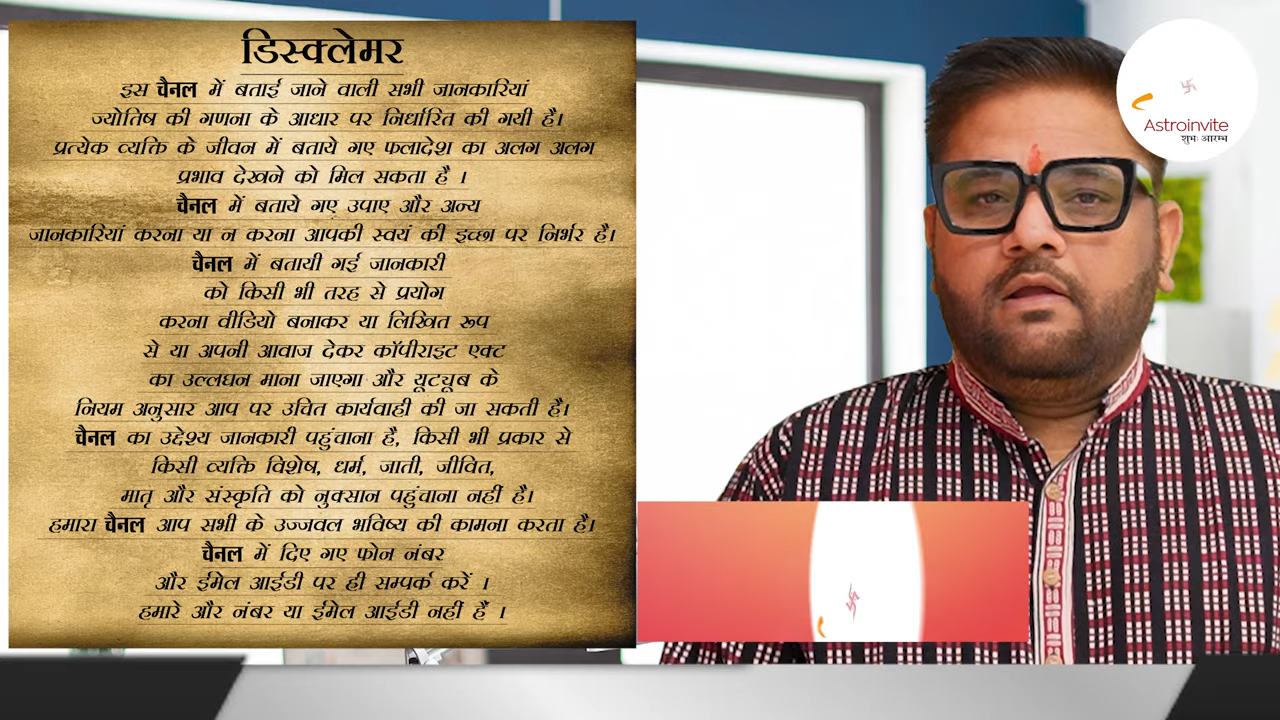 डिस्क्लेमर
इस चैनल में बताई जाने वाली सभी जानकारियां
ज्योतिष की गणना के आधार पर निर्धारित की गयी है।
प्रत्येक व्यक्ति के जीवन में बताये गए फलादेश का अलग अलग
प्रभाव देखने को मिल सकता है ।
चैनल में बताये गए उपाए और अन्य
जानकारियां करना या न करना आपकी स्वयं की इच्छा पर निर्भर है।
चैनल में बतायी गई जानकारी
को किसी भी तरह से प्रयोग
करना वीडियो बनाकर या लिखित रूप
से या अपनी आवाज देकर कॉपीराइट एक्ट
का उल्लघन माना जाएगा और यूट्यूब के
नियम अनुसार आप पर उचित कार्यवाही की जा सकती है।
चैनल का उद्देश्य जानकारी पहुंचाना है, किसी भी प्रकार से
किसी व्यक्ति विशेष, धर्म, जाती, जीवित,
मातृ और संस्कृति को नुक्सान पहुंचाना नहीं है।
हमारा चैनल आप सभी के उज्जवल भविष्य की कामना करता है।
चैनल में दिए गए फोन नंबर
और ईमेल आईडी पर ही सम्पर्क करें ।
हमारे और नंबर या ईमेल आईडी नहीं हैं ।
Astroinvite
शुभः आरम्भ